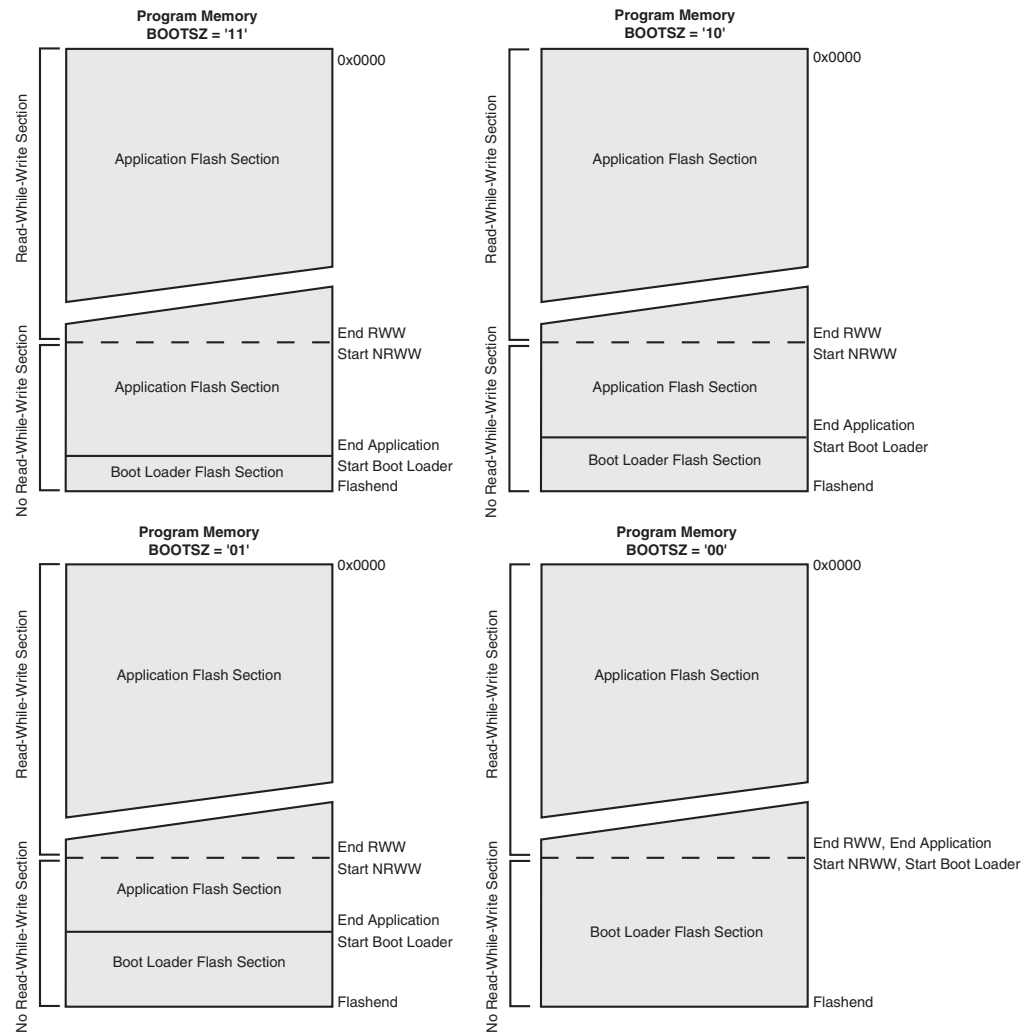 Program Memory
BOOTSZ = '11'
0x0000
Read-While-Write Section
Application Flash Section
End RWW
Start NRWW
No Read-While-Write Section
Application Flash Section
End Application
Start Boot Loader
Boot Loader Flash Section
Flashend
Program Memory
BOOTSZ = '10'
0x0000
Read-While-Write Section
Application Flash Section
End RWW
Start NRWW
No Read-While-Write Section
Application Flash Section
End Application
Start Boot Loader
Boot Loader Flash Section
Flashend
Program Memory
BOOTSZ = '01'
0x0000
Read-While-Write Section
Application Flash Section
End RWW
Start NRWW
No Read-While-Write Section
Application Flash Section
End Application
Start Boot Loader
Boot Loader Flash Section
Flashend
Program Memory
BOOTSZ = '00'
0x0000
Read-While-Write Section
Application Flash Section
End RWW, End Application
Start NRWW, Start Boot Loader
No Read-While-Write Section
Boot Loader Flash Section
Flashend